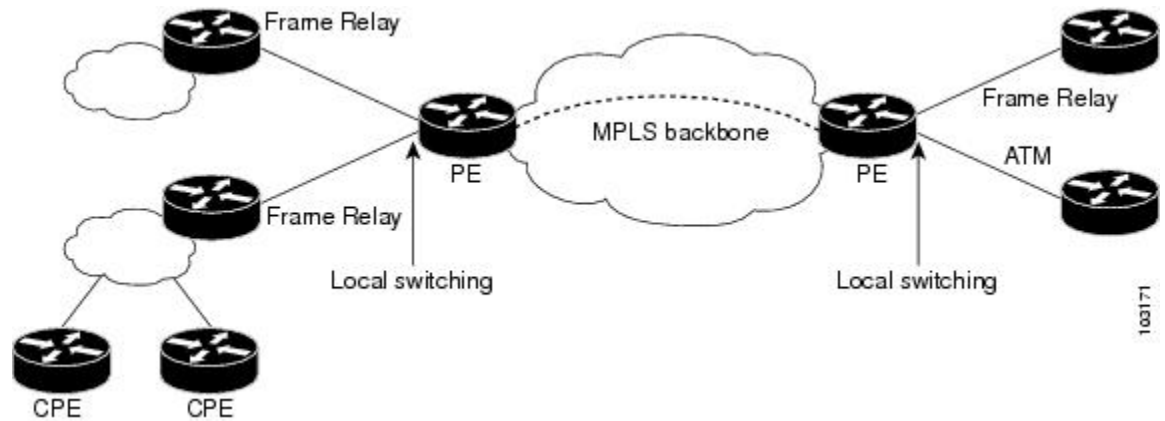 Frame Relay
Frame Relay
MPLS backbone
PE
PE
ATM
Frame Relay
Local switching
Local switching
103171
CPE
CPE